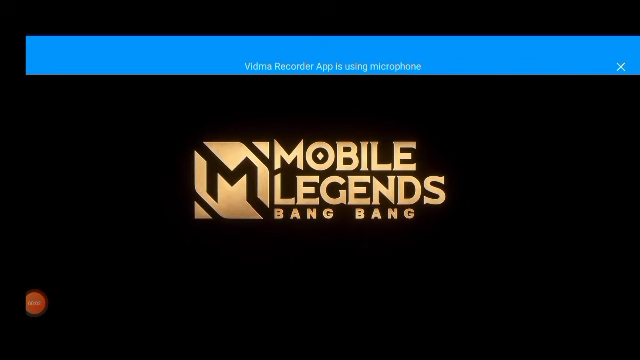 Vidma Recorder App is using microphone
MOBILE
LEGENDS
BANG BANG